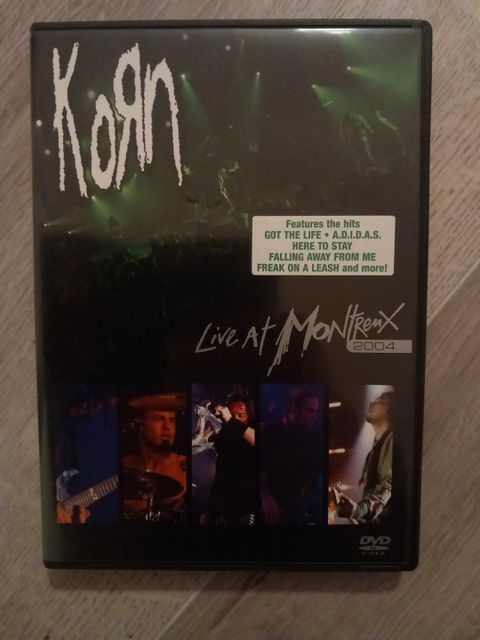 KoЯn
Features the hits
GOT THE LIFE • A.D.I.D.A.S.
HERE TO STAY
FALLING AWAY FROM ME
FREAK ON A LEASH and more!
Live At Montreux
2004
DVD
VIDEO